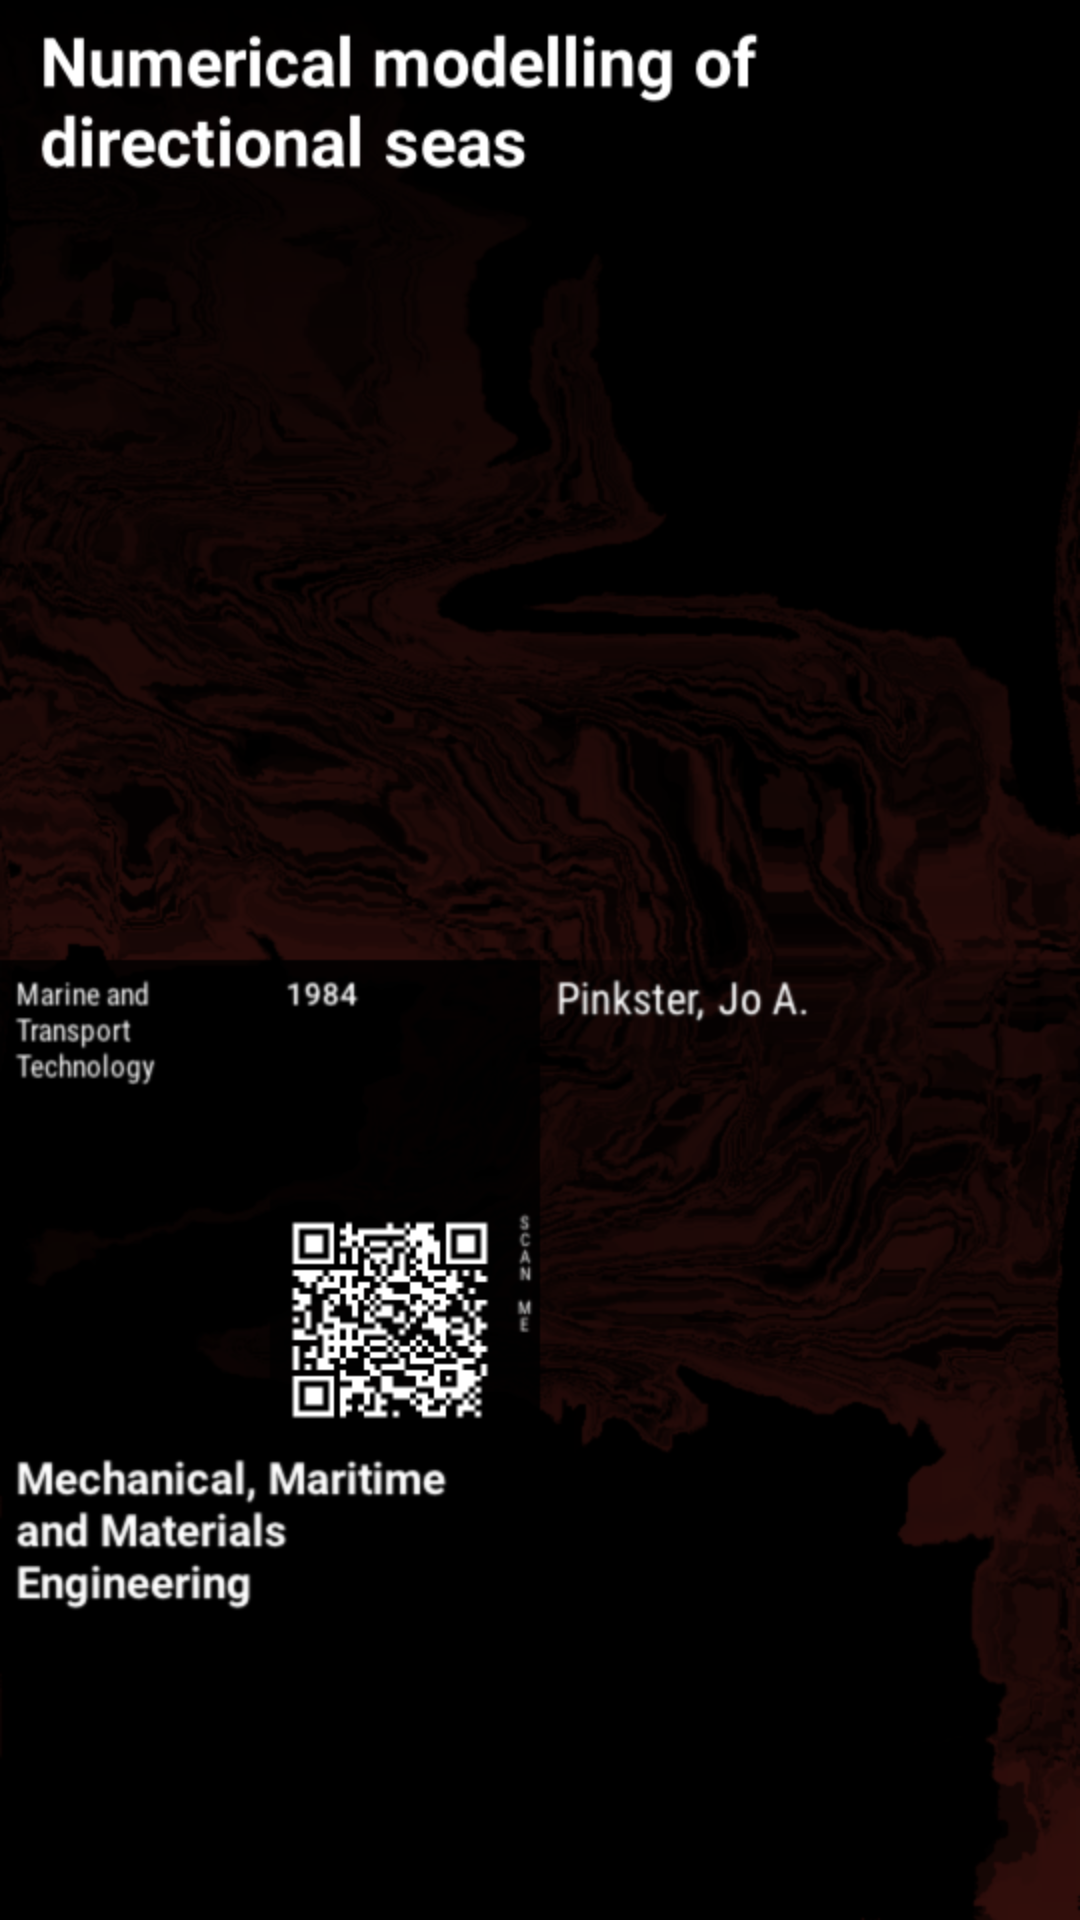 Numerical modelling of
directional seas
Marine and
Transport
Technology
1984
Pinkster, Jo A.
SCAN ME
Mechanical, Maritime
and Materials
Engineering